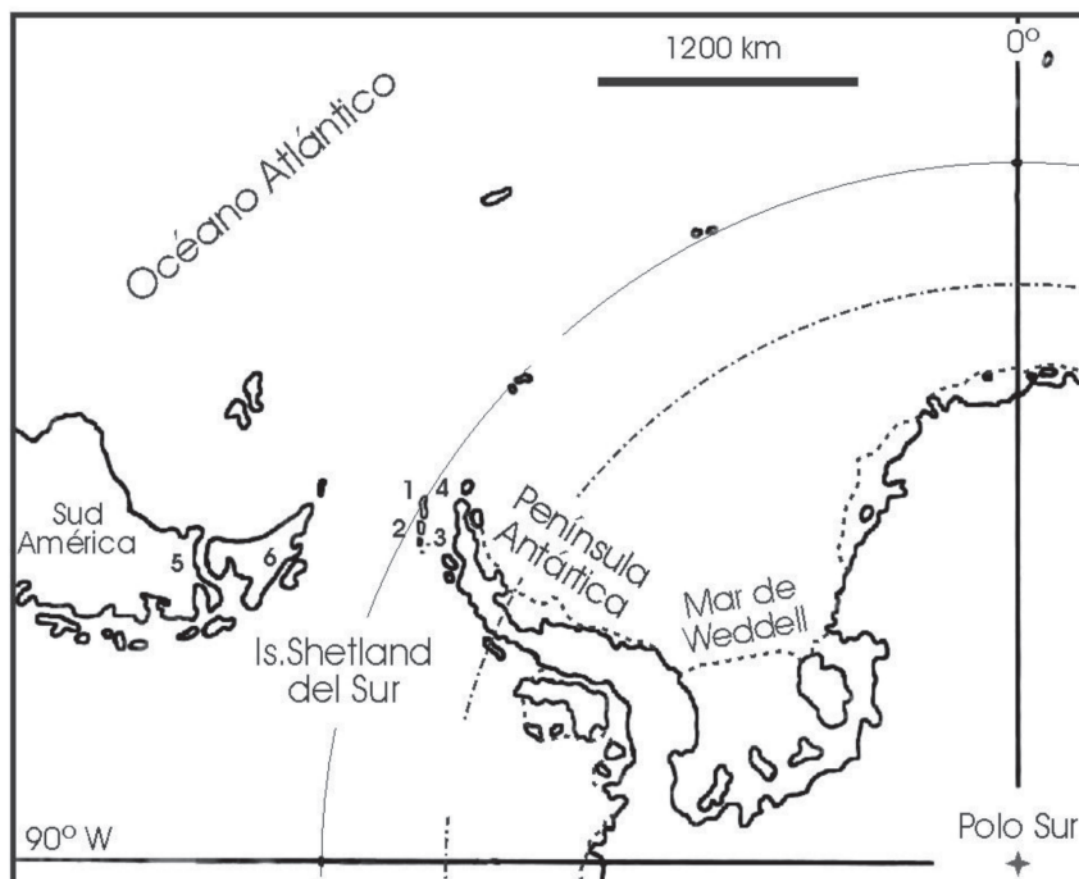 1200 km
0°
Océano Atlántico
Sud
América
1
4
2
3
5
6
Península
Antártica
Mar de
Weddell
Is.Shetland
del Sur
90° W
Polo Sur